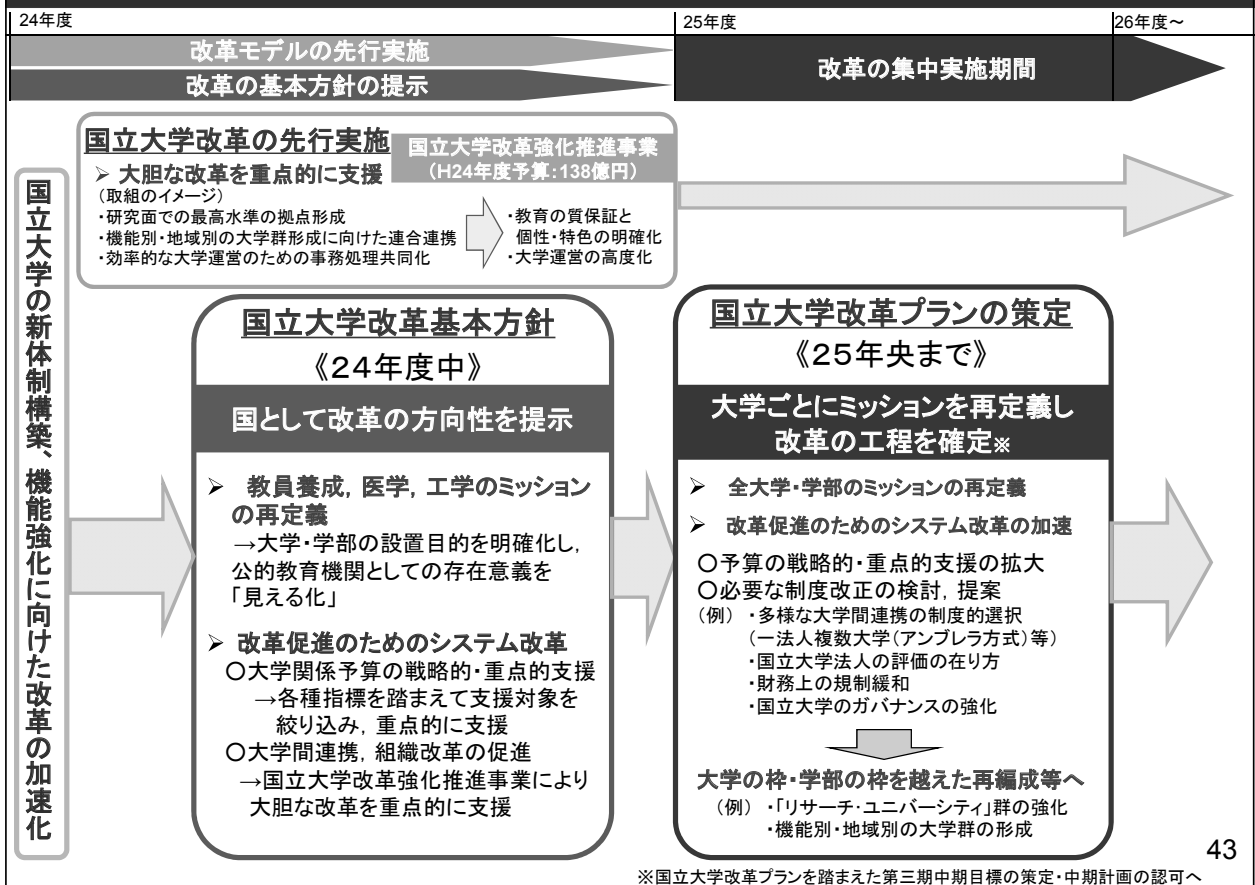 24年度
25年度
26年度～
改革モデルの先行実施
改革の基本方針の提示
改革の集中実施期間
国立大学の新体制構築、機能強化に向けた改革の加速化
国立大学改革の先行実施
国立大学改革強化推進事業
（H24年度予算：138億円）
➢ 大胆な改革を重点的に支援
（取組のイメージ）
・研究面での最高水準の拠点形成
・機能別・地域別の大学群形成に向けた連合連携
・効率的な大学運営のための事務処理共同化
・教育の質保証と
個性・特色の明確化
・大学運営の高度化
国立大学改革基本方針
《２４年度中》
国として改革の方向性を提示
➢ 教員養成，医学，工学のミッション
の再定義
→大学・学部の設置目的を明確化し，
公的教育機関としての存在意義を
「見える化」
➢ 改革促進のためのシステム改革
○大学関係予算の戦略的・重点的支援
→各種指標を踏まえて支援対象を
絞り込み，重点的に支援
○大学間連携，組織改革の促進
→国立大学改革強化推進事業により
大胆な改革を重点的に支援
国立大学改革プランの策定
《２５年央まで》
大学ごとにミッションを再定義し
改革の工程を確定※
➢ 全大学・学部のミッションの再定義
➢ 改革促進のためのシステム改革の加速
○予算の戦略的・重点的支援の拡大
○必要な制度改正の検討，提案
（例）・多様な大学間連携の制度的選択
（一法人複数大学（アンブレラ方式）等）
・国立大学法人の評価の在り方
・財務上の規制緩和
・国立大学のガバナンスの強化
大学の枠・学部の枠を越えた再編成等へ
（例）・「リサーチ・ユニバーシティ」群の強化
・機能別・地域別の大学群の形成
43
※国立大学改革プランを踏まえた第三期中期目標の策定・中期計画の認可へ